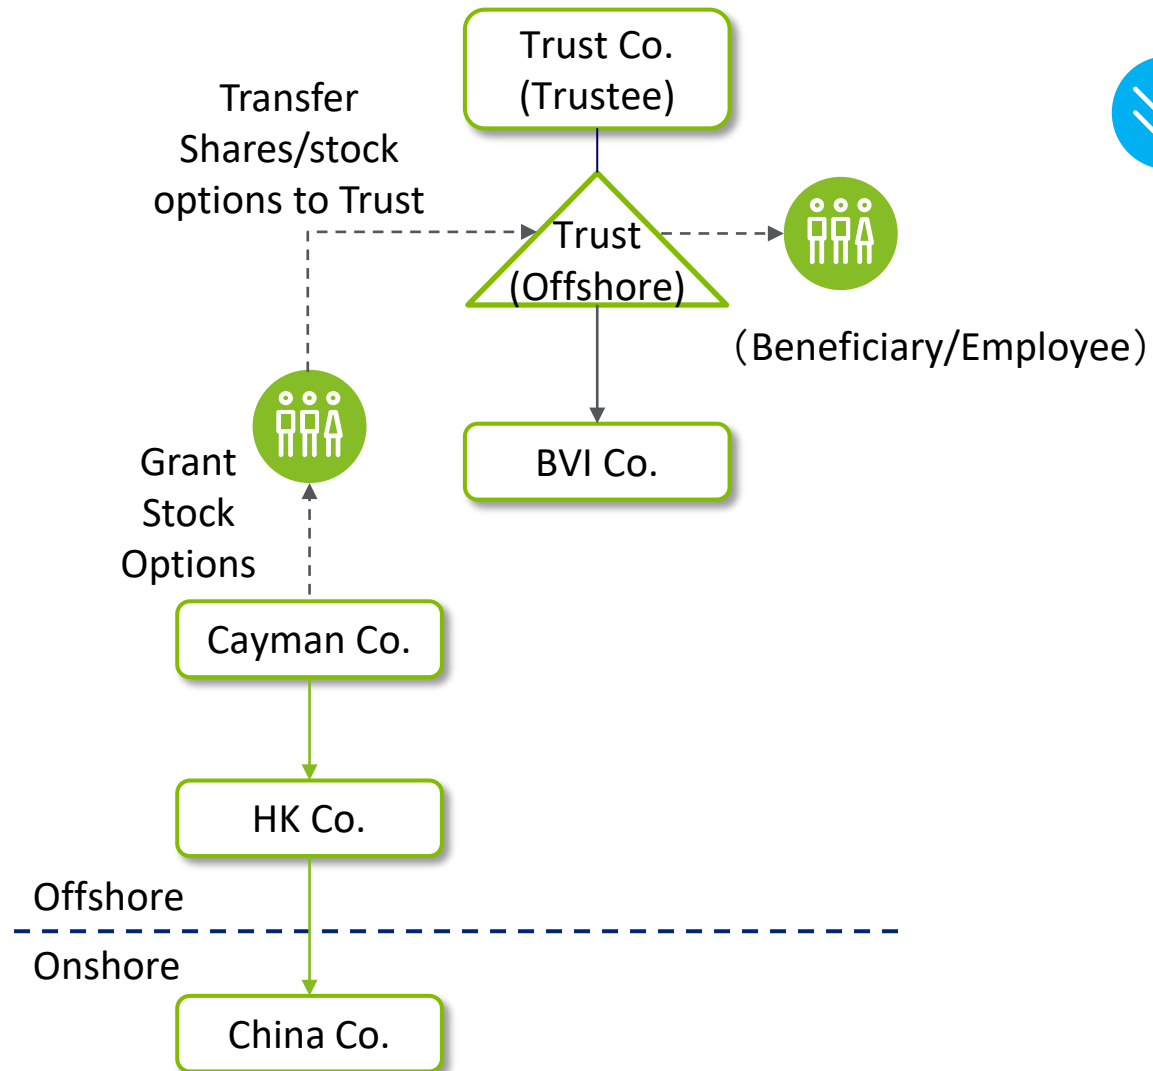 Trust Co.
(Trustee)
Transfer
Shares/stock
options to Trust
Trust
(Offshore)
（Beneficiary/Employee）
BVI Co.
Grant
Stock
Options
Cayman Co.
HK Co.
Offshore
Onshore
China Co.